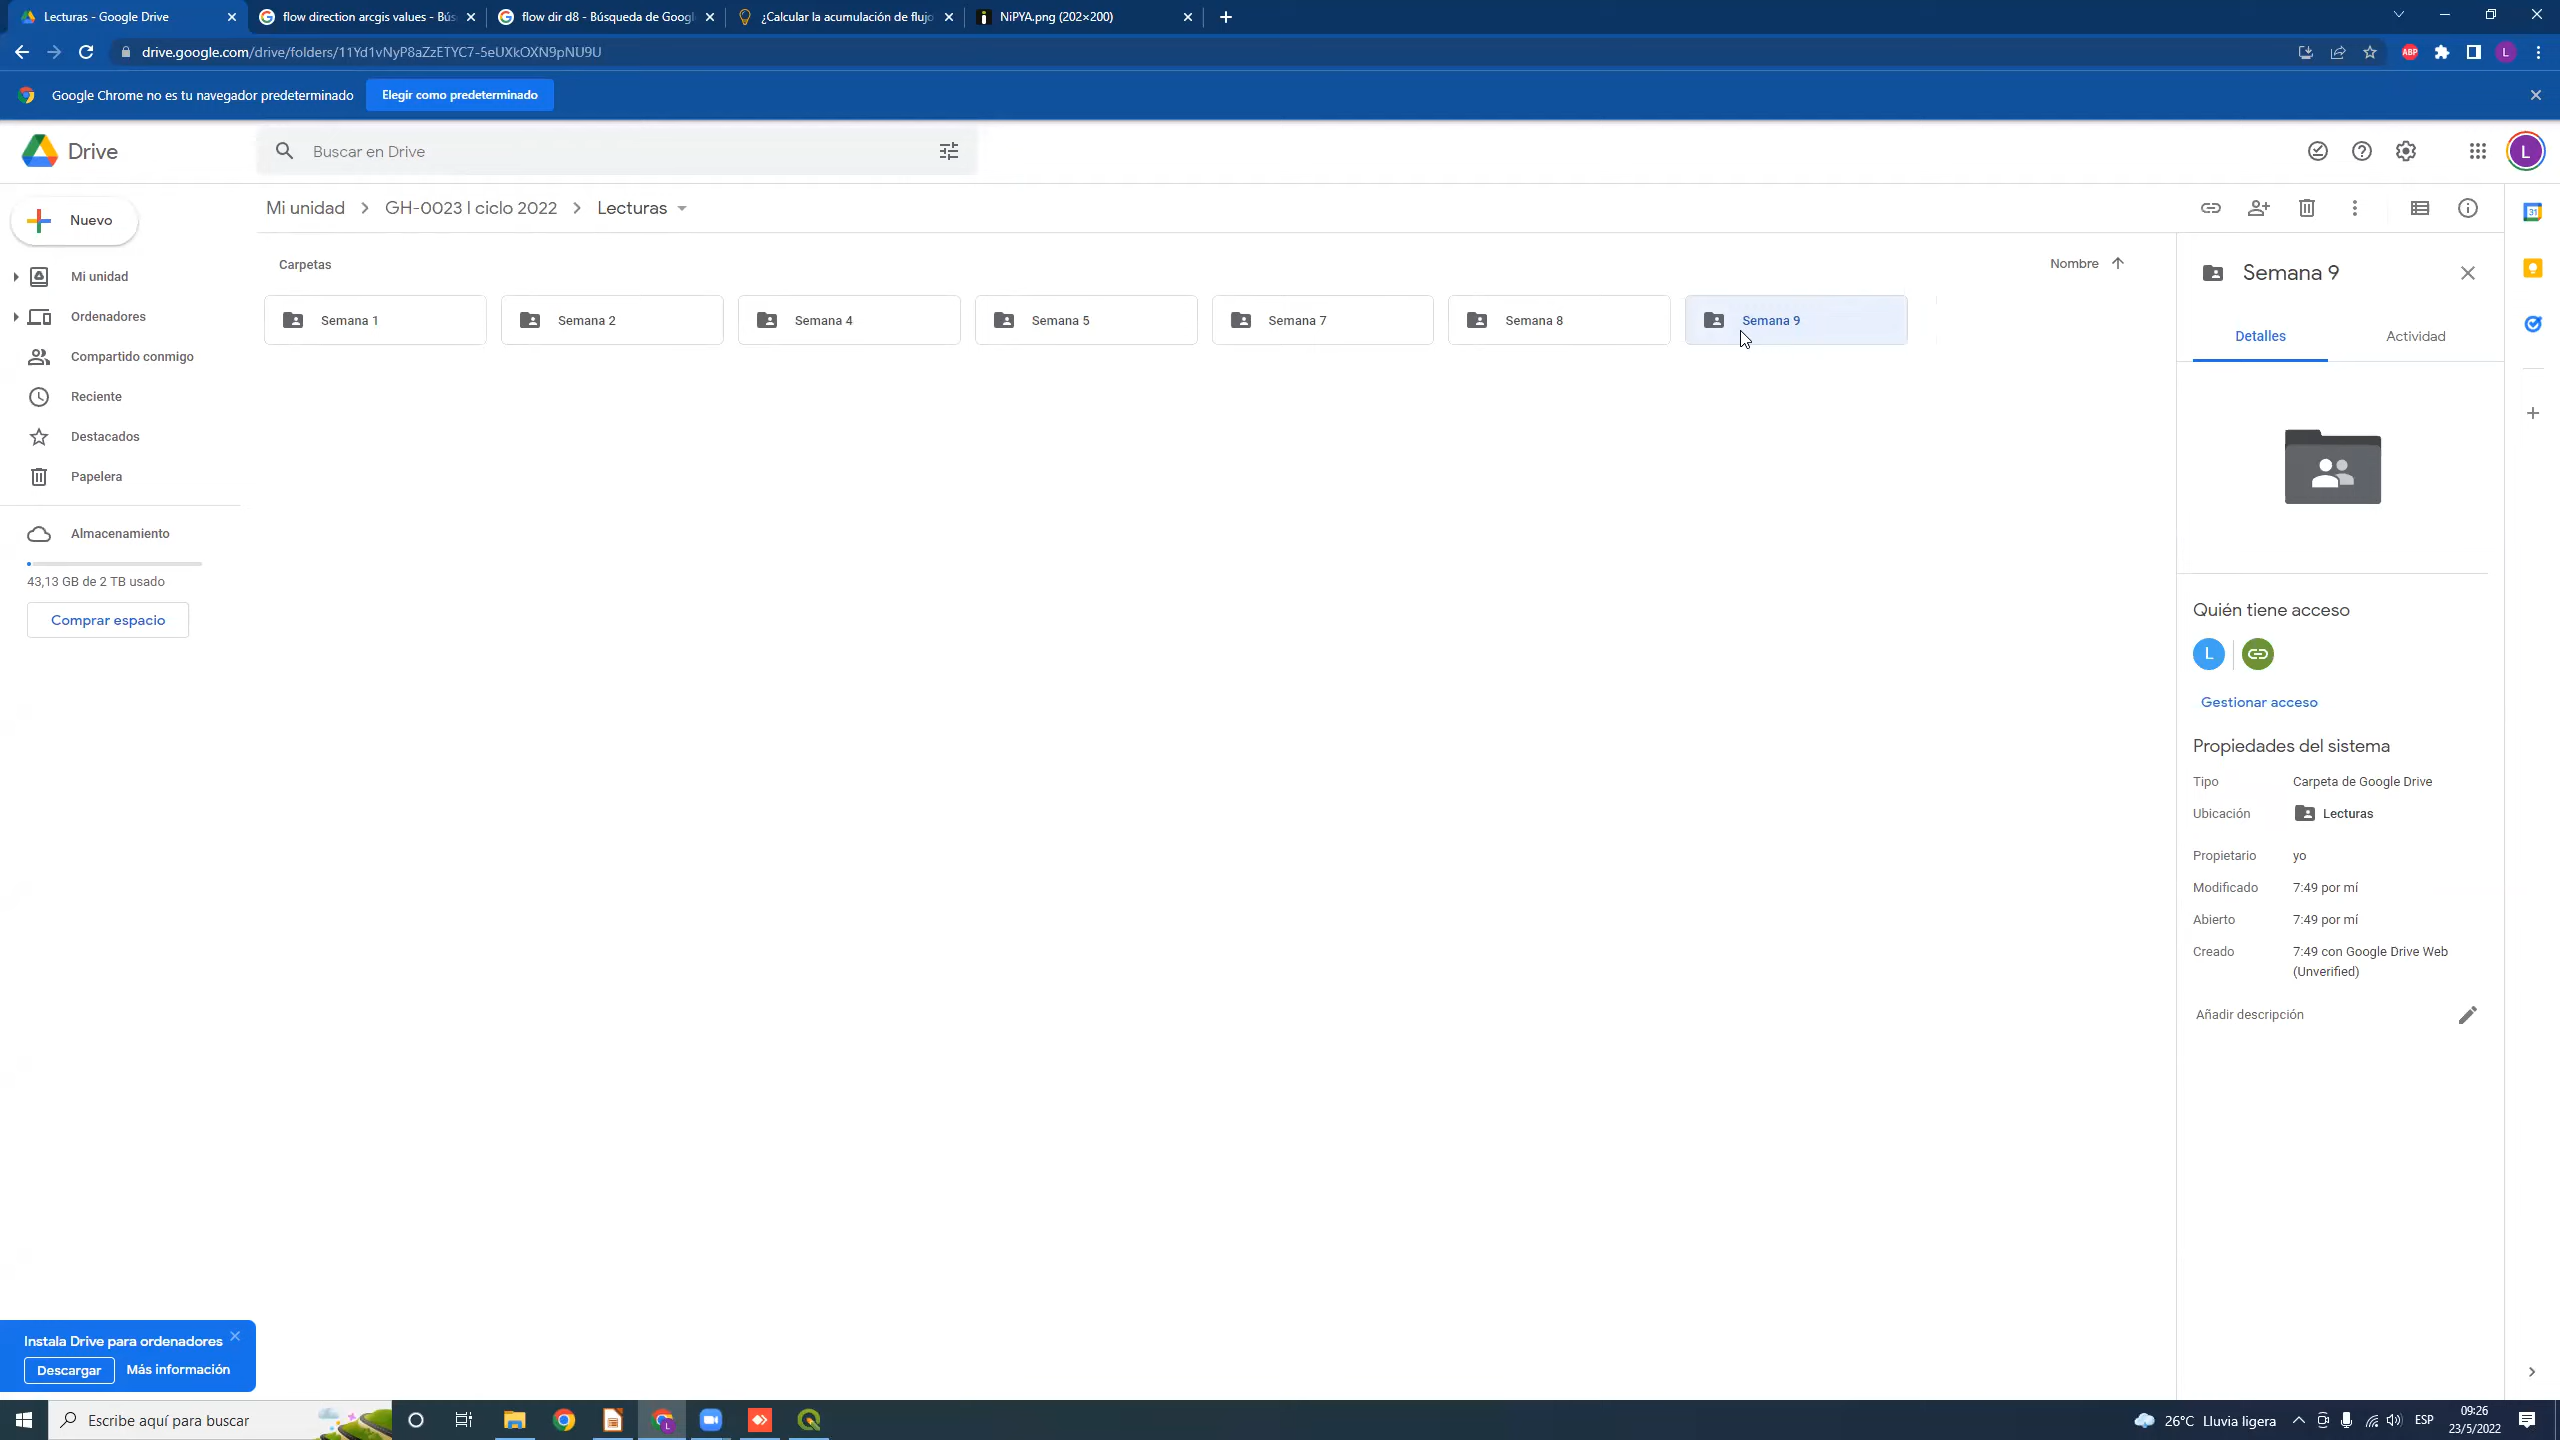 Lecturas - Google Drive
flow direction arcgis values - Bús
flow dir d8 - Búsqueda de Googl
¿Calcular la acumulación de flujo
NiPYA.png (202×200)
drive.google.com/drive/folders/11Yd1vNyP8aZzETYC7-5eUXkOXN9pNU9U
ABP
L
Google Chrome no es tu navegador predeterminado
Elegir como predeterminado
Drive
Buscar en Drive
L
Nuevo
Mi unidad
GH-0023 I ciclo 2022
Lecturas
31
Mi unidad
Ordenadores
Compartido conmigo
Reciente
Destacados
Papelera
Almacenamiento
43,13 GB de 2 TB usado
Comprar espacio
Carpetas
Nombre
Semana 1
Semana 2
Semana 4
Semana 5
Semana 7
Semana 8
Semana 9
Semana 9
Detalles
Actividad
Quién tiene acceso
L
Gestionar acceso
Propiedades del sistema
Tipo
Carpeta de Google Drive
Ubicación
Lecturas
Propietario
yo
Modificado
7:49 por mí
Abierto
7:49 por mí
Creado
7:49 con Google Drive Web
(Unverified)
Añadir descripción
Instala Drive para ordenadores
Descargar
Más información
Escribe aquí para buscar
26°C Lluvia ligera
ESP
09:26
23/5/2022